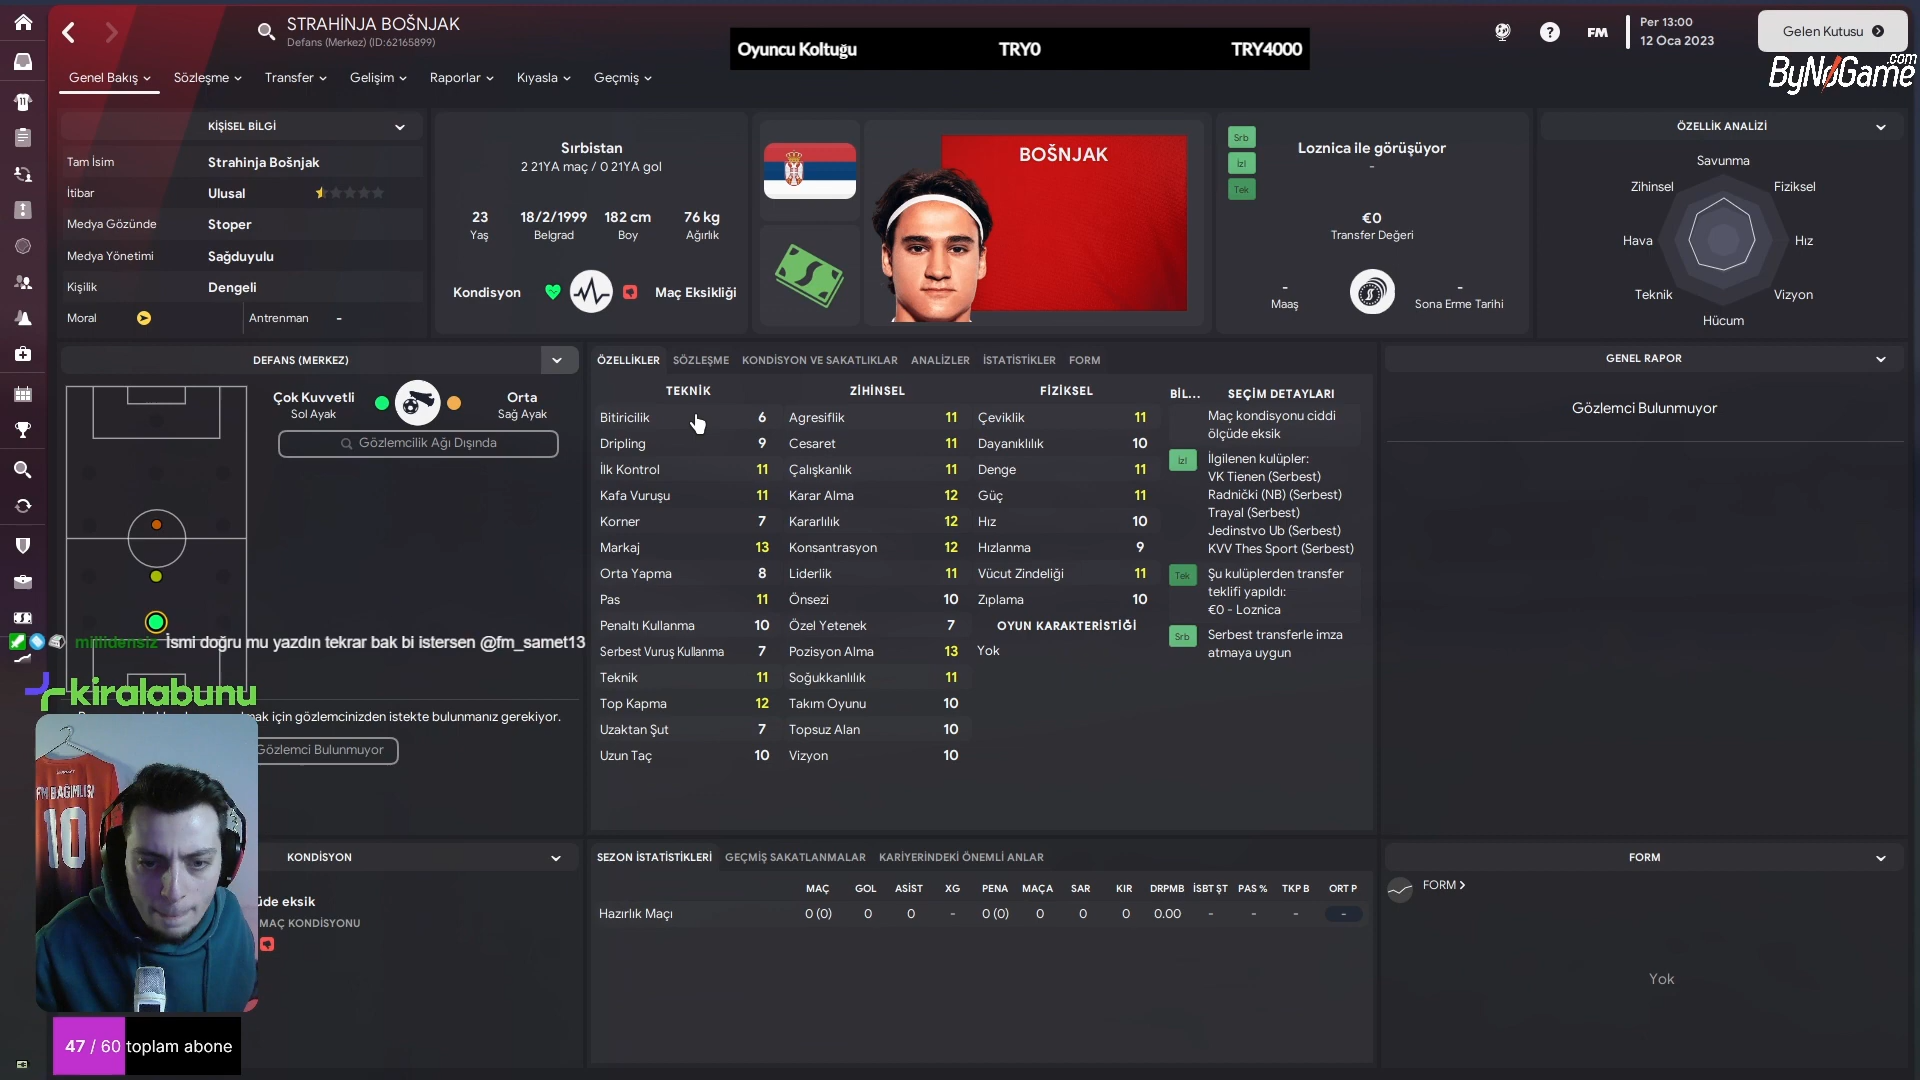 STRAHİNJA BOŠNJAK
Defans (Merkez) (ID:62165899)
Oyuncu Koltuğu TRY0 TRY4000
FM
Per 13:00
12 Oca 2023
Gelen Kutusu
ByNoGame.com
Genel Bakış Sözleşme Transfer Gelişim Raporlar Kıyasla Geçmiş
KİŞİSEL BİLGİ
Tam İsim Strahinja Bošnjak
İtibar Ulusal
Medya Gözünde Stoper
Medya Yönetimi Sağduyulu
Kişilik Dengeli
Moral Antrenman -
Sırbistan
2 21YA maç / 0 21YA gol
23 18/2/1999 182 cm 76 kg
Yaş Belgrad Boy Ağırlık
Kondisyon Maç Eksikliği
BOŠNJAK
Srb
İzl
Tek
Loznica ile görüşüyor
-
€0
Transfer Değeri
- -
Maaş Sona Erme Tarihi
ÖZELLİK ANALİZİ
Savunma
Zihinsel Fiziksel
Hava Hız
Teknik Vizyon
Hücum
DEFANS (MERKEZ)
Çok Kuvvetli Orta
Sol Ayak Sağ Ayak
Gözlemcilik Ağı Dışında
millidensiz İsmi doğru mu yazdın tekrar bak bi istersen @fm_samet13
kiralabunu
mak için gözlemcinizden istekte bulunmanız gerekiyor.
Gözlemci Bulunmuyor
FM BAĞIMLISI
10
KONDİSYON
üde eksik
MAÇ KONDİSYONU
47 / 60 toplam abone
ÖZELLİKLER SÖZLEŞME KONDİSYON VE SAKATLIKLAR ANALİZLER İSTATİSTİKLER FORM
TEKNİK ZİHİNSEL FİZİKSEL
Bitiricilik 6 Agresiflik 11 Çeviklik 11
Dripling 9 Cesaret 11 Dayanıklılık 10
İlk Kontrol 11 Çalışkanlık 11 Denge 11
Kafa Vuruşu 11 Karar Alma 12 Güç 11
Korner 7 Kararlılık 12 Hız 10
Markaj 13 Konsantrasyon 12 Hızlanma 9
Orta Yapma 8 Liderlik 11 Vücut Zindeliği 11
Pas 11 Önsezi 10 Zıplama 10
Penaltı Kullanma 10 Özel Yetenek 7 OYUN KARAKTERİSTİĞİ
Serbest Vuruş Kullanma 7 Pozisyon Alma 13 Yok
Teknik 11 Soğukkanlılık 11
Top Kapma 12 Takım Oyunu 10
Uzaktan Şut 7 Topsuz Alan 10
Uzun Taç 10 Vizyon 10
BİL... SEÇİM DETAYLARI
Maç kondisyonu ciddi
ölçüde eksik
İzl İlgilenen kulüpler:
VK Tienen (Serbest)
Radnički (NB) (Serbest)
Trayal (Serbest)
Jedinstvo Ub (Serbest)
KVV Thes Sport (Serbest)
Tek Şu kulüplerden transfer
teklifi yapıldı:
€0 - Loznica
Srb Serbest transferle imza
atmaya uygun
GENEL RAPOR
Gözlemci Bulunmuyor
SEZON İSTATİSTİKLERİ GEÇMİŞ SAKATLANMALAR KARİYERİNDEKİ ÖNEMLİ ANLAR
MAÇ GOL ASİST XG PENA MAÇA SAR KIR DRPMB İSBT ŞT PAS % TKP B ORT P
Hazırlık Maçı 0 (0) 0 0 - 0 (0) 0 0 0 0.00 - - - -
FORM
FORM
Yok